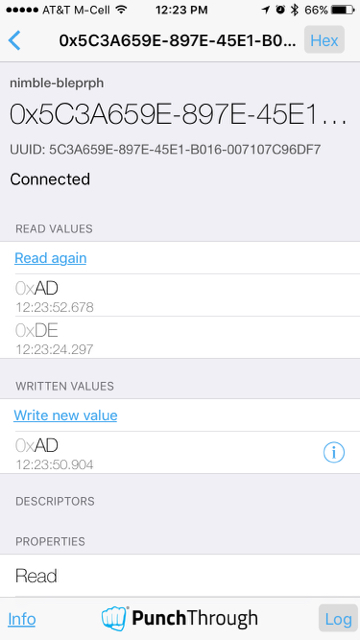 AT&T M-Cell 12:23 PM 66%
0x5C3A659E-897E-45E1-B0... Hex
nimble-bleprph
0x5C3A659E-897E-45E1...
UUID: 5C3A659E-897E-45E1-B016-007107C96DF7
Connected
READ VALUES
Read again
0xAD
12:23:52.678
0xDE
12:23:24.297
WRITTEN VALUES
Write new value
0xAD
12:23:50.904
DESCRIPTORS
PROPERTIES
Read
Info PunchThrough Log